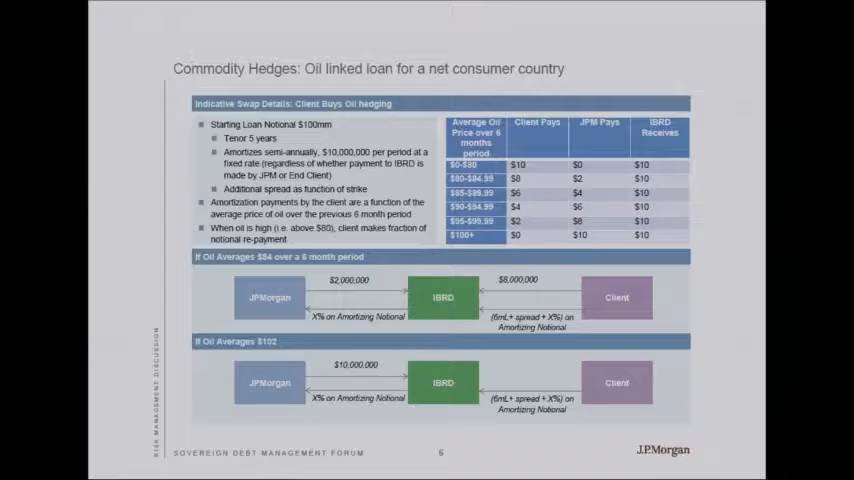 Commodity Hedges: Oil linked loan for a net consumer country
Indicative Swap Details: Client Buys Oil hedging
Starting Loan Notional $100mm
Tenor 5 years
Amortizes semi-annually, $10,000,000 per period at a
fixed rate (regardless of whether payment to IBRD is
made by JPM or End Client)
Additional spread as function of strike
Amortization payments by the client are a function of the
average price of oil over the previous 6 month period
When oil is high (i.e. above $80), client makes fraction of
notional re-payment
Average Oil
Price over 6
months
period
Client Pays
JPM Pays
IBRD
Receives
$0-$80 $10 $0 $10
$80-$84.99 $8 $2 $10
$85-$89.99 $6 $4 $10
$90-$94.99 $4 $6 $10
$95-$99.99 $2 $8 $10
$100+ $0 $10 $10
If Oil Averages $84 over a 6 month period
$2,000,000 $8,000,000
JPMorgan IBRD Client
X% on Amortizing Notional (6mL+ spread + X%) on
Amortizing Notional
If Oil Averages $102
$10,000,000
JPMorgan IBRD Client
X% on Amortizing Notional (6mL+ spread + X%) on
Amortizing Notional
RISK MANAGEMENT DISCUSSION
SOVEREIGN DEBT MANAGEMENT FORUM 6 J.P.Morgan